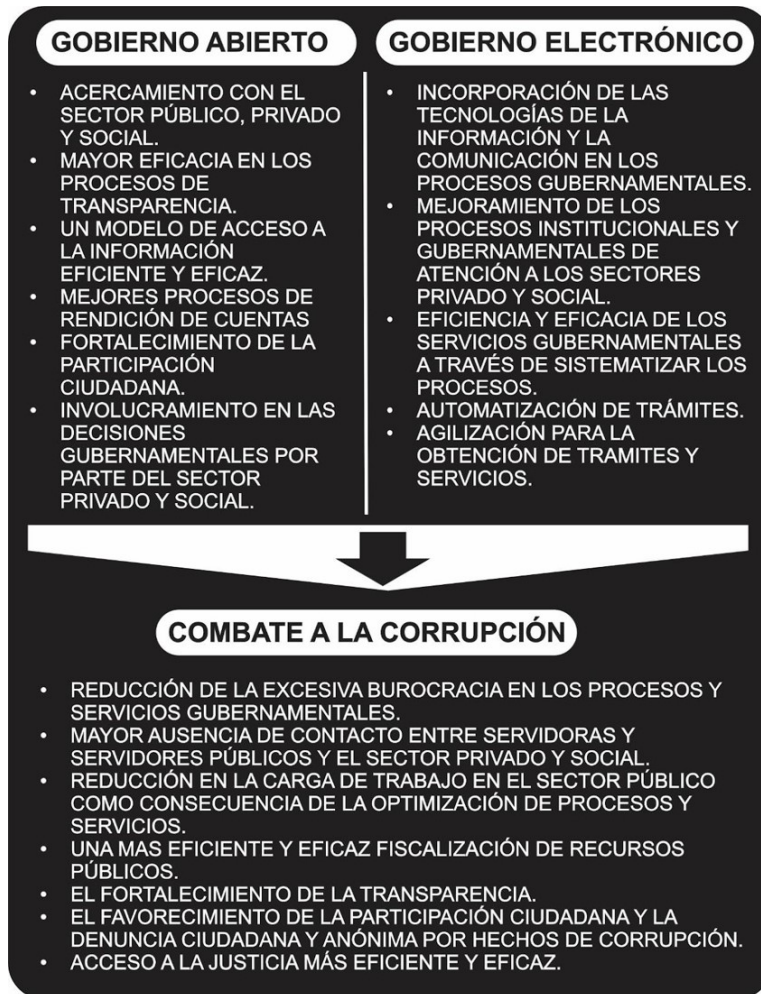 GOBIERNO ABIERTO
• ACERCAMIENTO CON EL
SECTOR PÚBLICO, PRIVADO
Y SOCIAL.
• MAYOR EFICACIA EN LOS
PROCESOS DE
TRANSPARENCIA.
• UN MODELO DE ACCESO A
LA INFORMACIÓN
EFICIENTE Y EFICAZ.
• MEJORES PROCESOS DE
RENDICIÓN DE CUENTAS
• FORTALECIMIENTO DE LA
PARTICIPACIÓN
CIUDADANA.
• INVOLUCRAMIENTO EN LAS
DECISIONES
GUBERNAMENTALES POR
PARTE DEL SECTOR
PRIVADO Y SOCIAL.
GOBIERNO ELECTRÓNICO
• INCORPORACIÓN DE LAS
TECNOLOGÍAS DE LA
INFORMACIÓN Y LA
COMUNICACIÓN EN LOS
PROCESOS GUBERNAMENTALES.
• MEJORAMIENTO DE LOS
PROCESOS INSTITUCIONALES Y
GUBERNAMENTALES DE
ATENCIÓN A LOS SECTORES
PRIVADO Y SOCIAL.
• EFICIENCIA Y EFICACIA DE LOS
SERVICIOS GUBERNAMENTALES
A TRAVÉS DE SISTEMATIZAR LOS
PROCESOS.
• AUTOMATIZACIÓN DE TRÁMITES.
• AGILIZACIÓN PARA LA
OBTENCIÓN DE TRAMITES Y
SERVICIOS.
COMBATE A LA CORRUPCIÓN
• REDUCCIÓN DE LA EXCESIVA BUROCRACIA EN LOS PROCESOS Y
SERVICIOS GUBERNAMENTALES.
• MAYOR AUSENCIA DE CONTACTO ENTRE SERVIDORAS Y
SERVIDORES PÚBLICOS Y EL SECTOR PRIVADO Y SOCIAL.
• REDUCCIÓN EN LA CARGA DE TRABAJO EN EL SECTOR PÚBLICO
COMO CONSECUENCIA DE LA OPTIMIZACIÓN DE PROCESOS Y
SERVICIOS.
• UNA MAS EFICIENTE Y EFICAZ FISCALIZACIÓN DE RECURSOS
PÚBLICOS.
• EL FORTALECIMIENTO DE LA TRANSPARENCIA.
• EL FAVORECIMIENTO DE LA PARTICIPACIÓN CIUDADANA Y LA
DENUNCIA CIUDADANA Y ANÓNIMA POR HECHOS DE CORRUPCIÓN.
• ACCESO A LA JUSTICIA MÁS EFICIENTE Y EFICAZ.